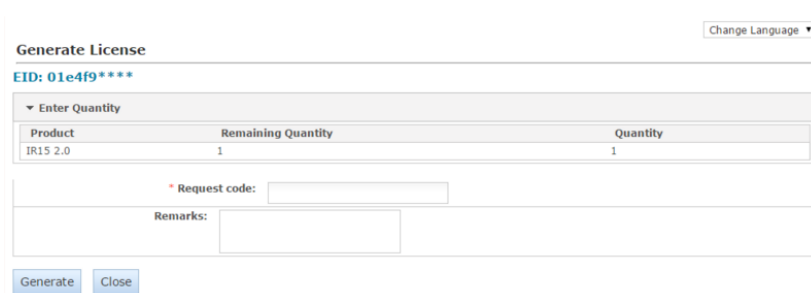 Change Language
Generate License
EID: 01e4f9****
Enter Quantity
Product Remaining Quantity Quantity
IR15 2.0 1 1
* Request code:
Remarks:
Generate Close